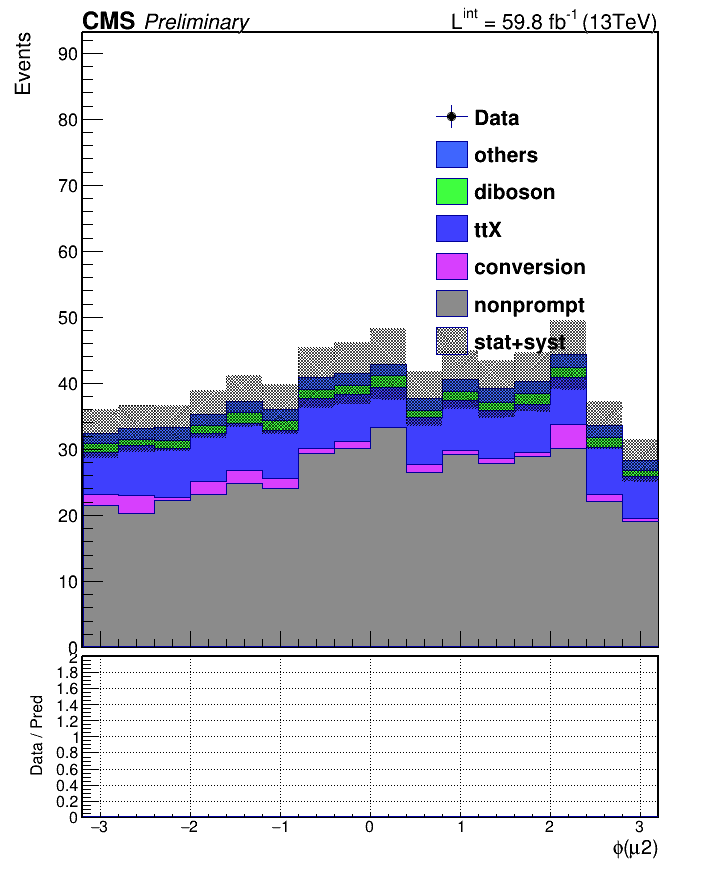 CMS Preliminary
L^int = 59.8 fb^-1 (13TeV)
Events
90
80
70
60
50
40
30
20
10
0
Data
others
diboson
ttX
conversion
nonprompt
stat+syst
Data / Pred
2
1.8
1.6
1.4
1.2
1
0.8
0.6
0.4
0.2
0
−3 −2 −1 0 1 2 3
ϕ(μ2)